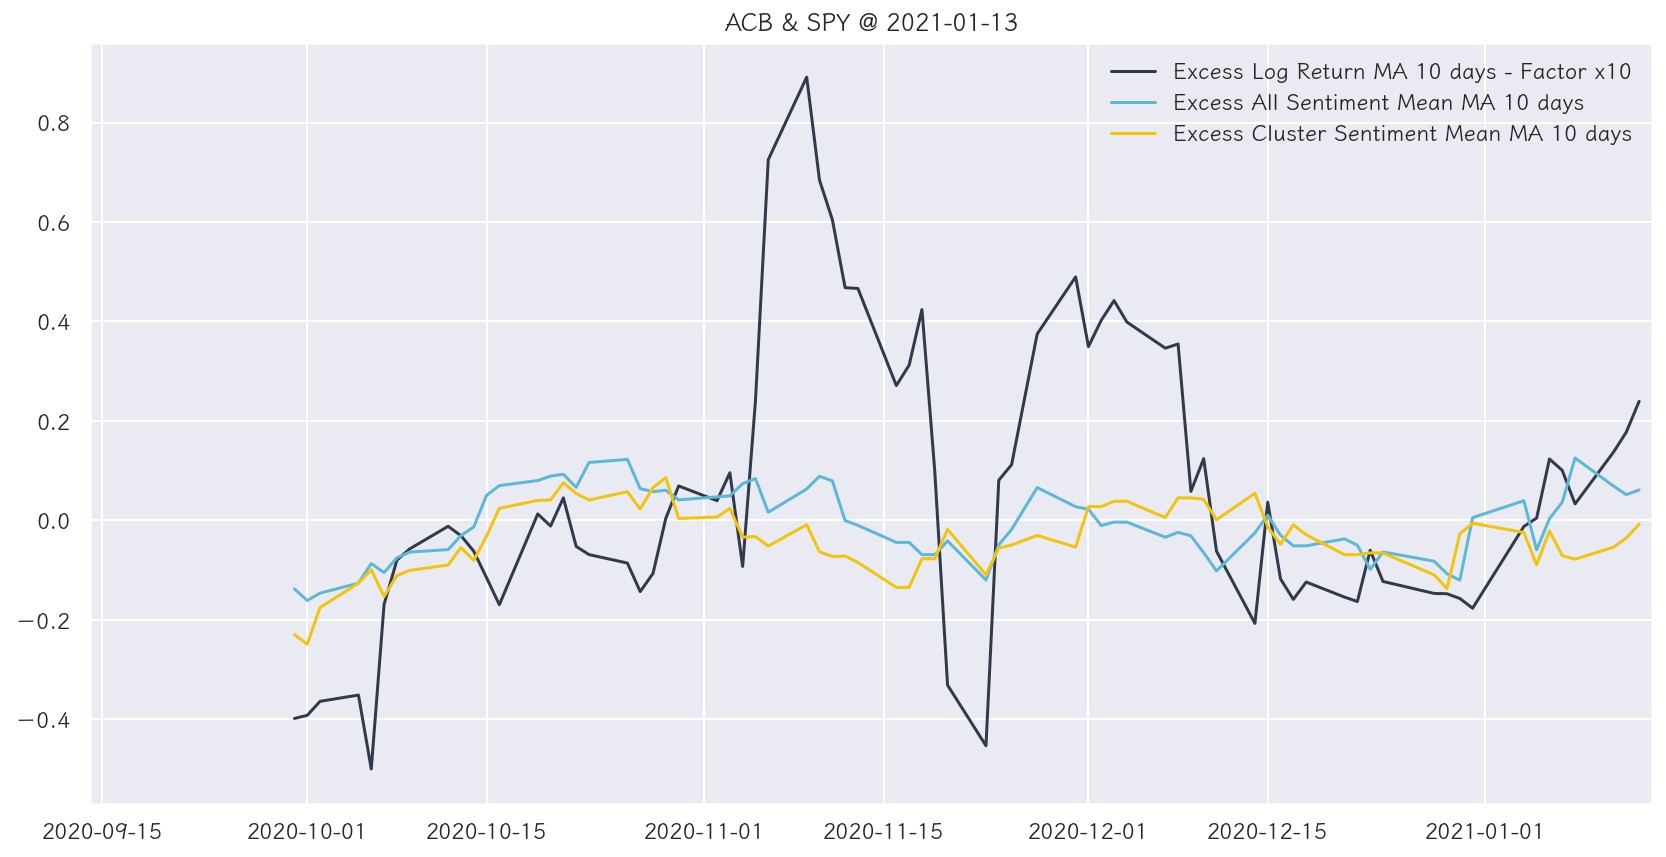 ACB & SPY @ 2021-01-13
Excess Log Return MA 10 days - Factor x10
Excess All Sentiment Mean MA 10 days
Excess Cluster Sentiment Mean MA 10 days
0.8
0.6
0.4
0.2
0.0
−0.2
−0.4
2020-09-15 2020-10-01 2020-10-15 2020-11-01 2020-11-15 2020-12-01 2020-12-15 2021-01-01